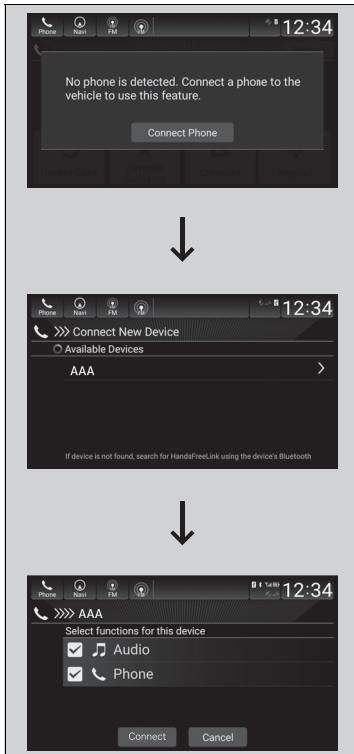 Phone Navi FM 12:34
No phone is detected. Connect a phone to the
vehicle to use this feature.
Connect Phone
Phone Navi FM 12:34
Connect New Device
Available Devices
AAA
If device is not found, search for HandsFreeLink using the device's Bluetooth
Phone Navi FM 12:34
AAA
Select functions for this device
Audio
Phone
Connect Cancel